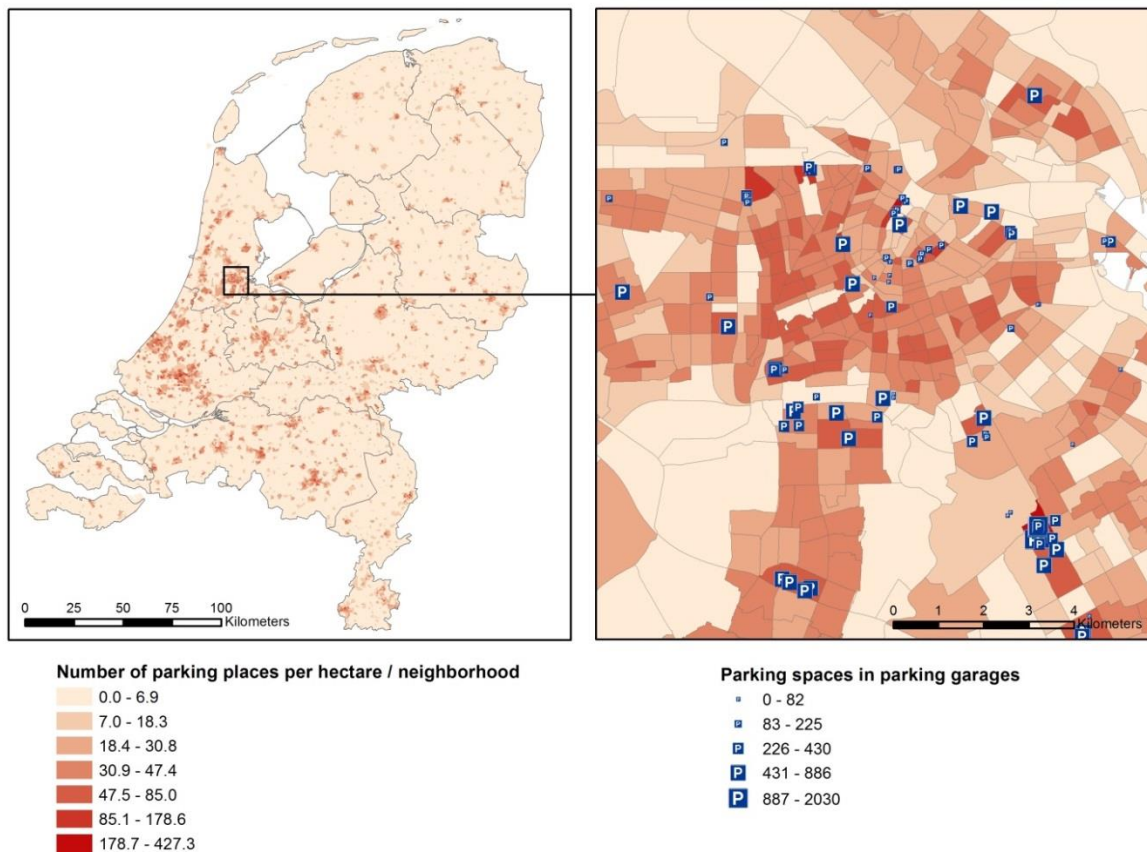 0 25 50 75 100
Kilometers
0 1 2 3 4
Kilometers
Number of parking places per hectare / neighborhood
0.0 - 6.9
7.0 - 18.3
18.4 - 30.8
30.9 - 47.4
47.5 - 85.0
85.1 - 178.6
178.7 - 427.3
Parking spaces in parking garages
P 0 - 82
P 83 - 225
P 226 - 430
P 431 - 886
P 887 - 2030